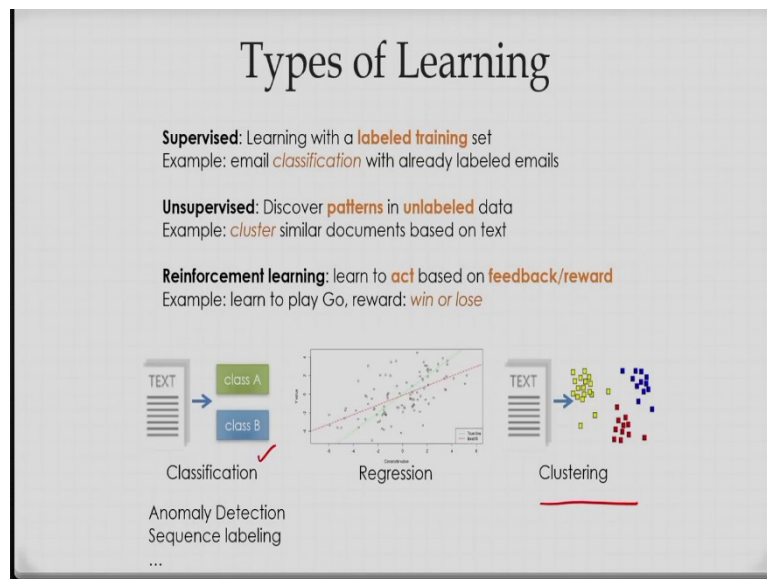 Types of Learning
Supervised: Learning with a labeled training set
Example: email classification with already labeled emails
Unsupervised: Discover patterns in unlabeled data
Example: cluster similar documents based on text
Reinforcement learning: learn to act based on feedback/reward
Example: learn to play Go, reward: win or lose
TEXT
class A
class B
TEXT
Classification
Regression
Clustering
Anomaly Detection
Sequence labeling
...